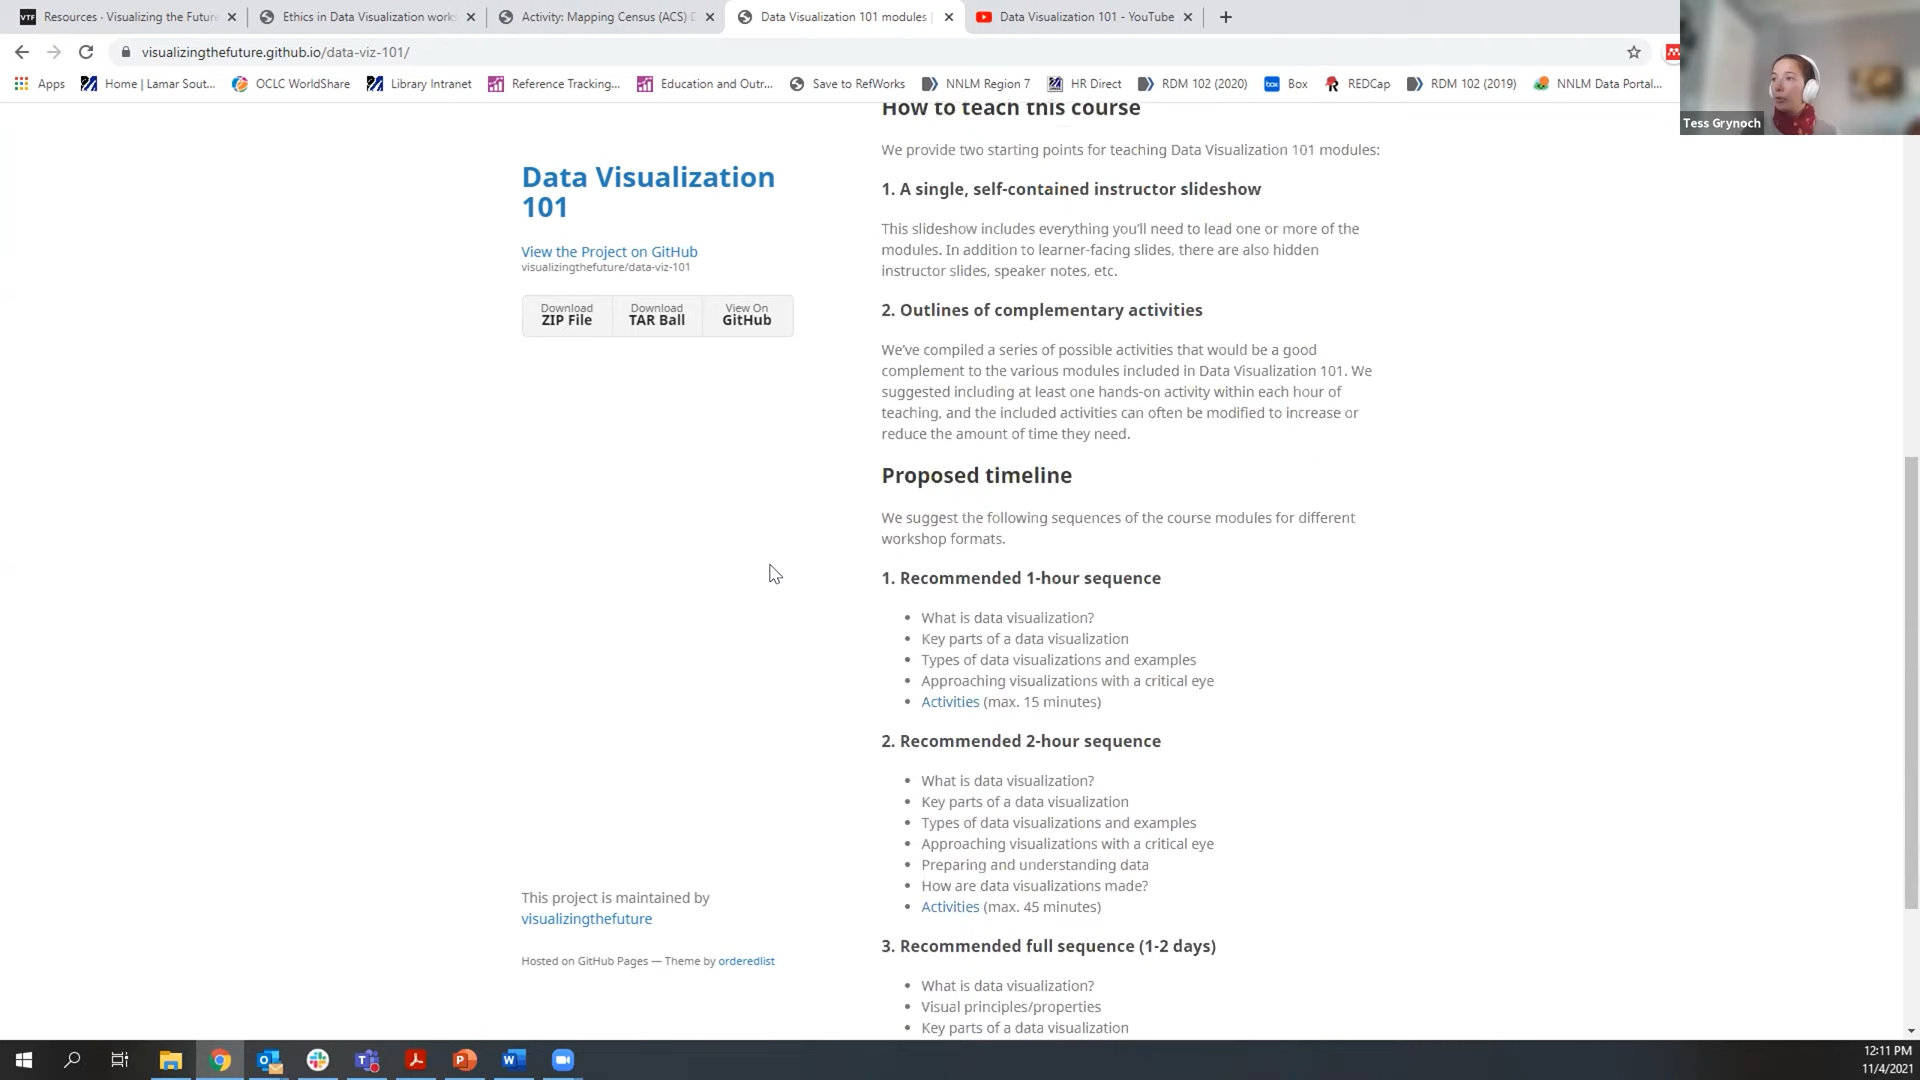 VTF Resources · Visualizing the Future
Ethics in Data Visualization works
Activity: Mapping Census (ACS) D
Data Visualization 101 modules |
Data Visualization 101 - YouTube
visualizingthefuture.github.io/data-viz-101/
Apps
Home | Lamar Sout...
OCLC WorldShare
Library Intranet
Reference Tracking...
Education and Outr...
Save to RefWorks
NNLM Region 7
HR Direct
RDM 102 (2020)
box Box
REDCap
RDM 102 (2019)
NNLM Data Portal...
Tess Grynoch
Data Visualization
101
View the Project on GitHub
visualizingthefuture/data-viz-101
Download
ZIP File
Download
TAR Ball
View On
GitHub
This project is maintained by
visualizingthefuture
Hosted on GitHub Pages — Theme by orderedlist
How to teach this course
We provide two starting points for teaching Data Visualization 101 modules:
1. A single, self-contained instructor slideshow
This slideshow includes everything you'll need to lead one or more of the
modules. In addition to learner-facing slides, there are also hidden
instructor slides, speaker notes, etc.
2. Outlines of complementary activities
We've compiled a series of possible activities that would be a good
complement to the various modules included in Data Visualization 101. We
suggested including at least one hands-on activity within each hour of
teaching, and the included activities can often be modified to increase or
reduce the amount of time they need.
Proposed timeline
We suggest the following sequences of the course modules for different
workshop formats.
1. Recommended 1-hour sequence
• What is data visualization?
• Key parts of a data visualization
• Types of data visualizations and examples
• Approaching visualizations with a critical eye
• Activities (max. 15 minutes)
2. Recommended 2-hour sequence
• What is data visualization?
• Key parts of a data visualization
• Types of data visualizations and examples
• Approaching visualizations with a critical eye
• Preparing and understanding data
• How are data visualizations made?
• Activities (max. 45 minutes)
3. Recommended full sequence (1-2 days)
• What is data visualization?
• Visual principles/properties
• Key parts of a data visualization
12:11 PM
11/4/2021